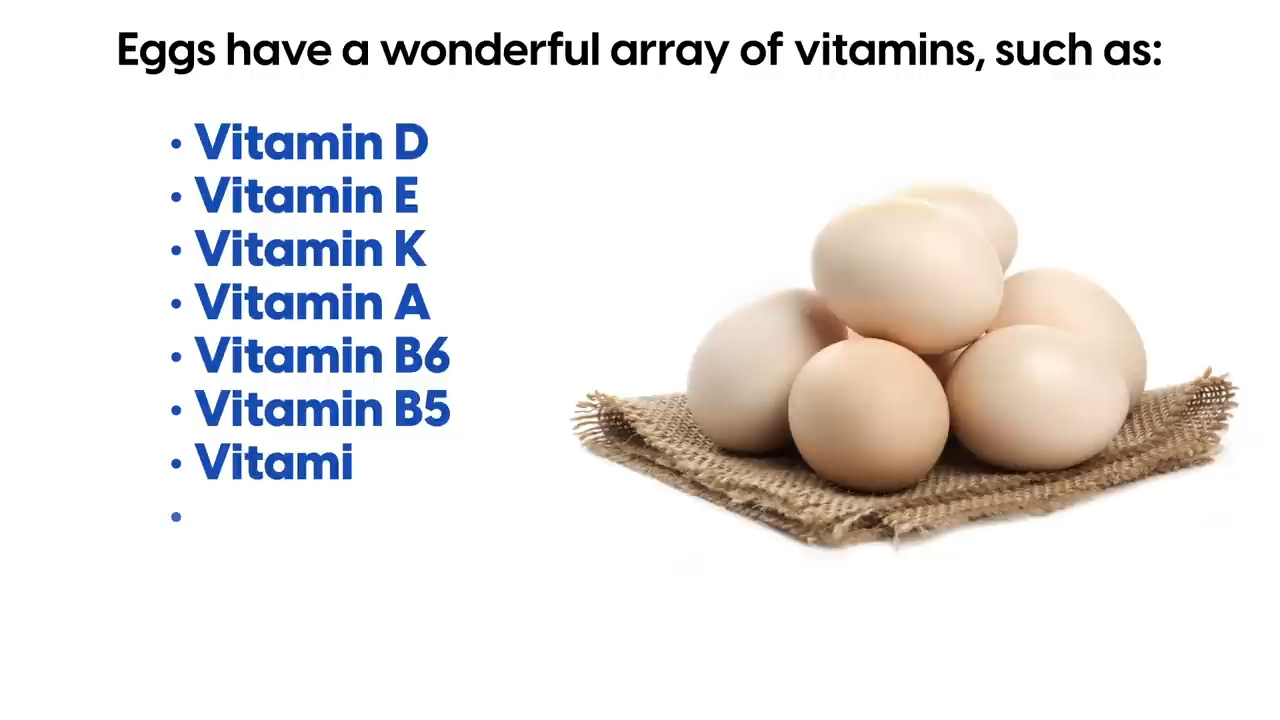 Eggs have a wonderful array of vitamins, such as:
• Vitamin D
• Vitamin E
• Vitamin K
• Vitamin A
• Vitamin B6
• Vitamin B5
• Vitami
•